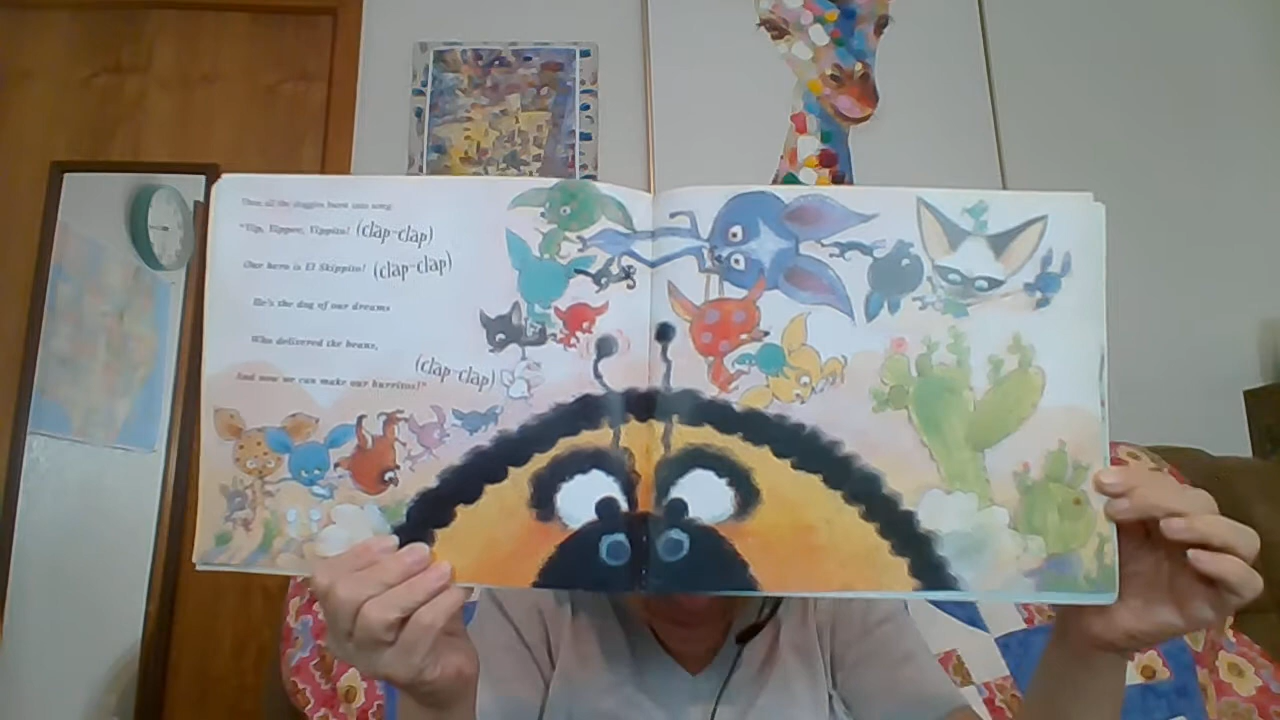 Then all the doggies burst into song:
"Yip, Yippee, Yippito! (clap-clap)
Our hero is El Skippito! (clap-clap)
He's the dog of our dreams
Who delivered the beans,
(clap-clap)
And now we can make our burritos!"